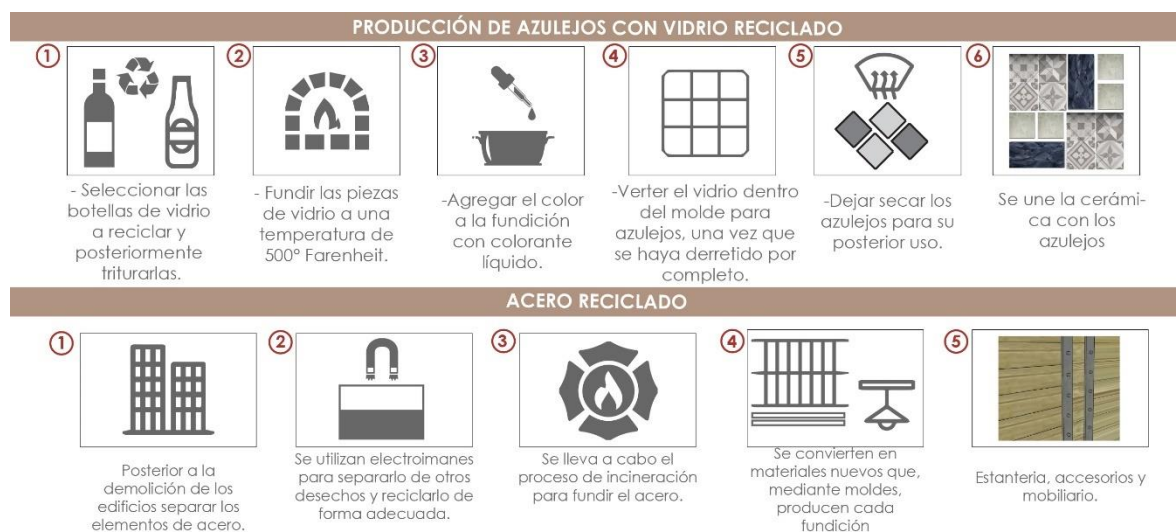 PRODUCCIÓN DE AZULEJOS CON VIDRIO RECICLADO
1
- Seleccionar las
botellas de vidrio
a reciclar y
posteriormente
triturarlas.
2
- Fundir las piezas
de vidrio a una
temperatura de
500° Farenheit.
3
-Agregar el color
a la fundición
con colorante
líquido.
4
-Verter el vidrio dentro
del molde para
azulejos, una vez que
se haya derretido por
completo.
5
-Dejar secar los
azulejos para su
posterior uso.
6
Se une la cerámi-
ca con los
azulejos
ACERO RECICLADO
1
Posterior a la
demolición de los
edificios separar los
elementos de acero.
2
Se utilizan electroimanes
para separarlo de otros
desechos y reciclarlo de
forma adecuada.
3
Se lleva a cabo el
proceso de incineración
para fundir el acero.
4
Se convierten en
materiales nuevos que,
mediante moldes,
producen cada
fundición
5
Estanteria, accesorios y
mobiliario.